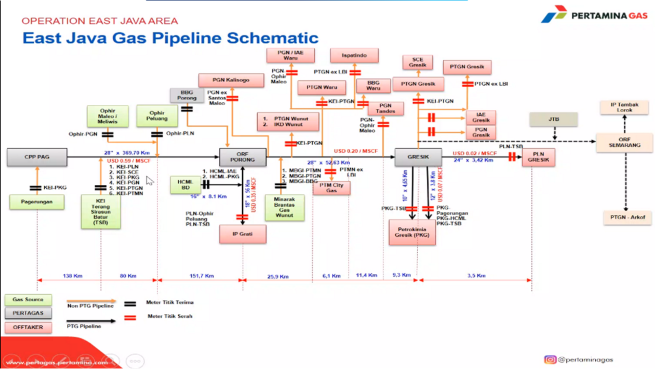 OPERATION EAST JAVA AREA
East Java Gas Pipeline Schematic
PERTAMINA GAS
PGN / IAE
Waru
Ispatindo
SCE
Gresik
PTGN Gresik
PGN
Ophir
Maleo
PTGN ex LBI
PGN Kalisogo
BBG
Porong
PGN ex
Santos
Maleo
PTGN Waru
BBG
Waru
PTGN Gresik
PTGN ex LBI
KEI-PTGN
PGN
Tandes
KEI-PTGN
Ophir
Maleo /
Ophir
Peluang
PGN-
Ophir
Maleo
IAE
Gresik
PGN
Gresik
1. PTGN Wunut
2. IKD Wunut
KEI-PTGN
JTB
IP Tambak
Lorok
Ophir PGN
Ophir-PLN
ORF
SEMARANG
28" x 369.70 Km
USD 0.20 / MSCF
USD 0.02 / MSCF
PLN-TSB
CPP PAG
USD 0.59 / MSCF
ORF
PORONG
28" x 52,63 Km
GRESIK
24" x 3,42 Km
PLN
GRESIK
1. KEI-PLN
2. KEI-SCE
3. KEI PKG
4. KEI PGN
5. KEI-PTGN
6. KEI-PTMN
HCML
BD
1. HCML-IAE
2. HCML-PKG
16" x 8.1 Km
1. MBGI-PTMN
2. MBGI-PTGN
3. MBGI-BBG
PTMN ex
LBI
PTM City
Gas
KEI-PKG
Pagerungan
KEI
Terang
Sirasun
Batur
(TSB)
Minarak
Brantas
Gas
Wunut
PLN-Ophir
Peluang
PLN-TSB
IP Grati
PKG-TSB
PKG-
Pagerungan
PKG-HCML
PKG-TSB
Petrokimia
Gresik (PKG)
PTGN - Arkof
138 Km
80 Km
151,7 Km
25,9 Km
6,1 Km
11,4 Km
9,3 Km
3,5 Km
Gas Source
PERTAGAS
OFFTAKER
Non PTG Pipeline
PTG Pipeline
Meter Titik Terima
Meter Titik Serah
www.pertagas.pertamina.com
@pertaminagas